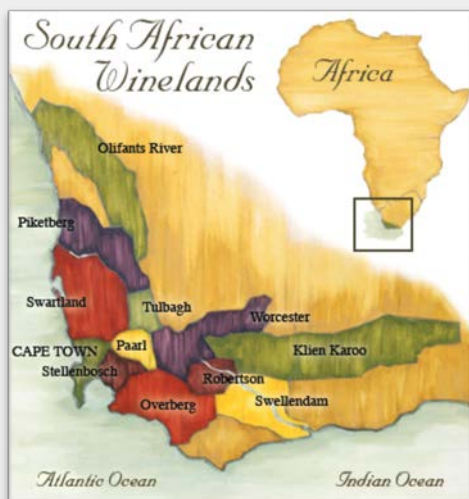 South African
Winelands
Africa
Olifants River
Piketberg
Swartland
Tulbagh
Worcester
CAPE TOWN
Paarl
Klien Karoo
Stellenbosch
Robertson
Overberg
Swellendam
Atlantic Ocean
Indian Ocean